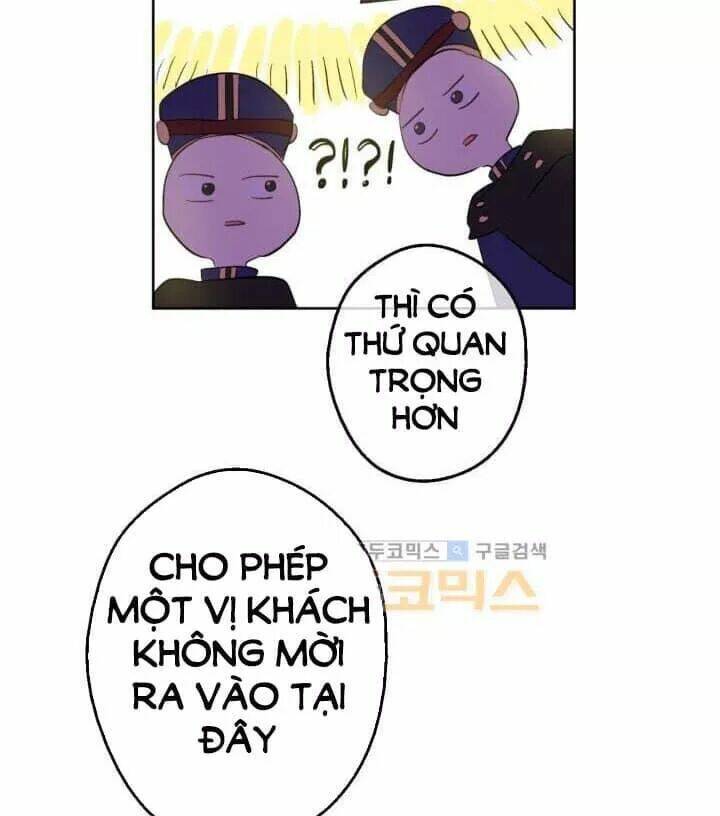 ?!?!
THÌ CÓ
THỨ QUAN
TRỌNG
HƠN
두코믹스 구글검색
코믹스
CHO PHÉP
MỘT VỊ KHÁCH
KHÔNG MỜI
RA VÀO TẠI
ĐÂY